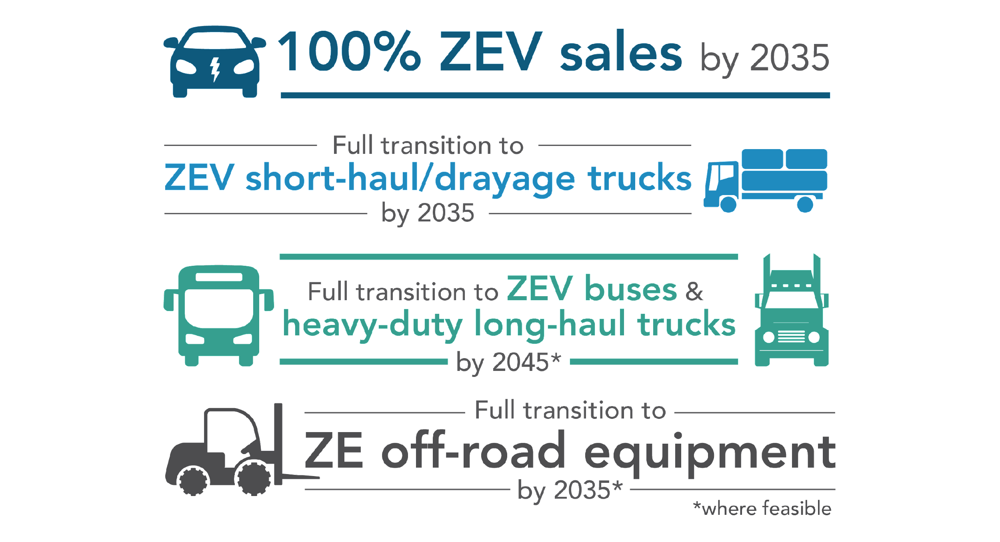 100% ZEV sales by 2035
Full transition to
ZEV short-haul/drayage trucks
by 2035
Full transition to ZEV buses &
heavy-duty long-haul trucks
by 2045*
Full transition to
ZE off-road equipment
by 2035*
*where feasible